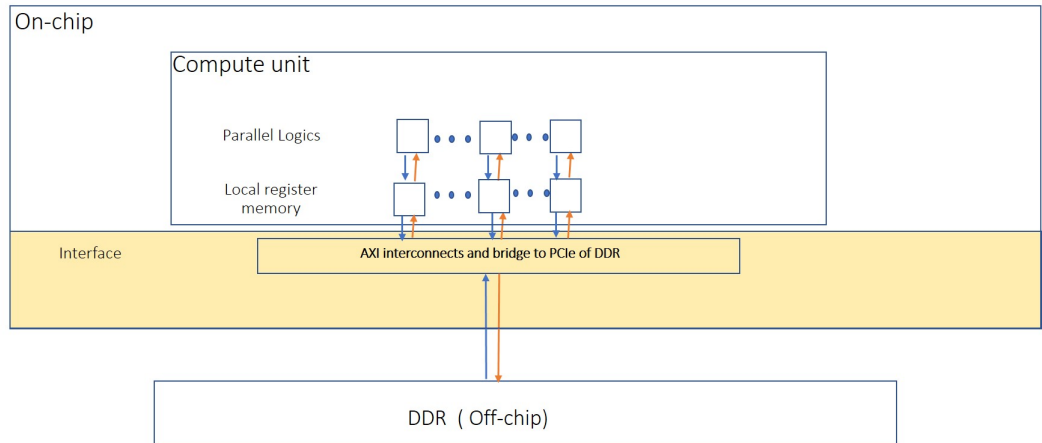 On-chip
Compute unit
Parallel Logics
Local register
memory
Interface
AXI interconnects and bridge to PCIe of DDR
DDR ( Off-chip)